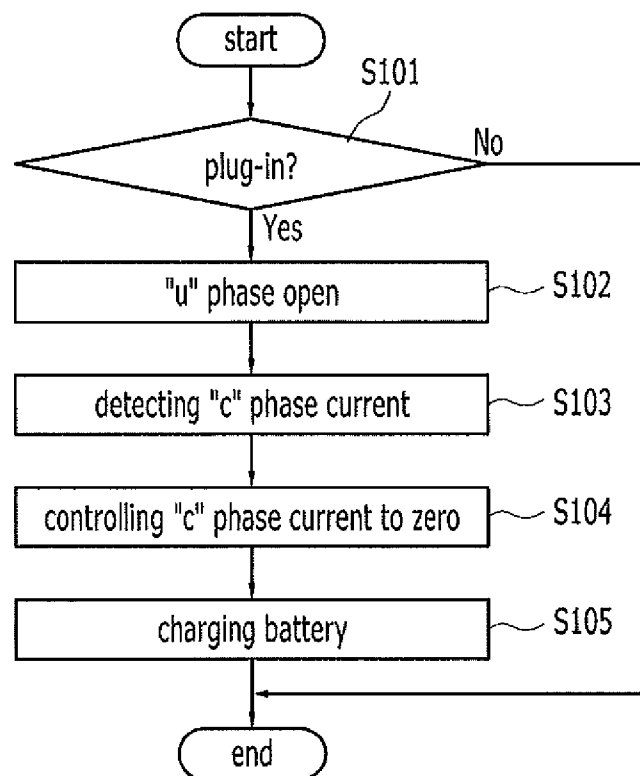 start
S101
No
plug-in?
Yes
"u" phase open
S102
detecting "c" phase current
S103
controlling "c" phase current to zero
S104
charging battery
S105
end